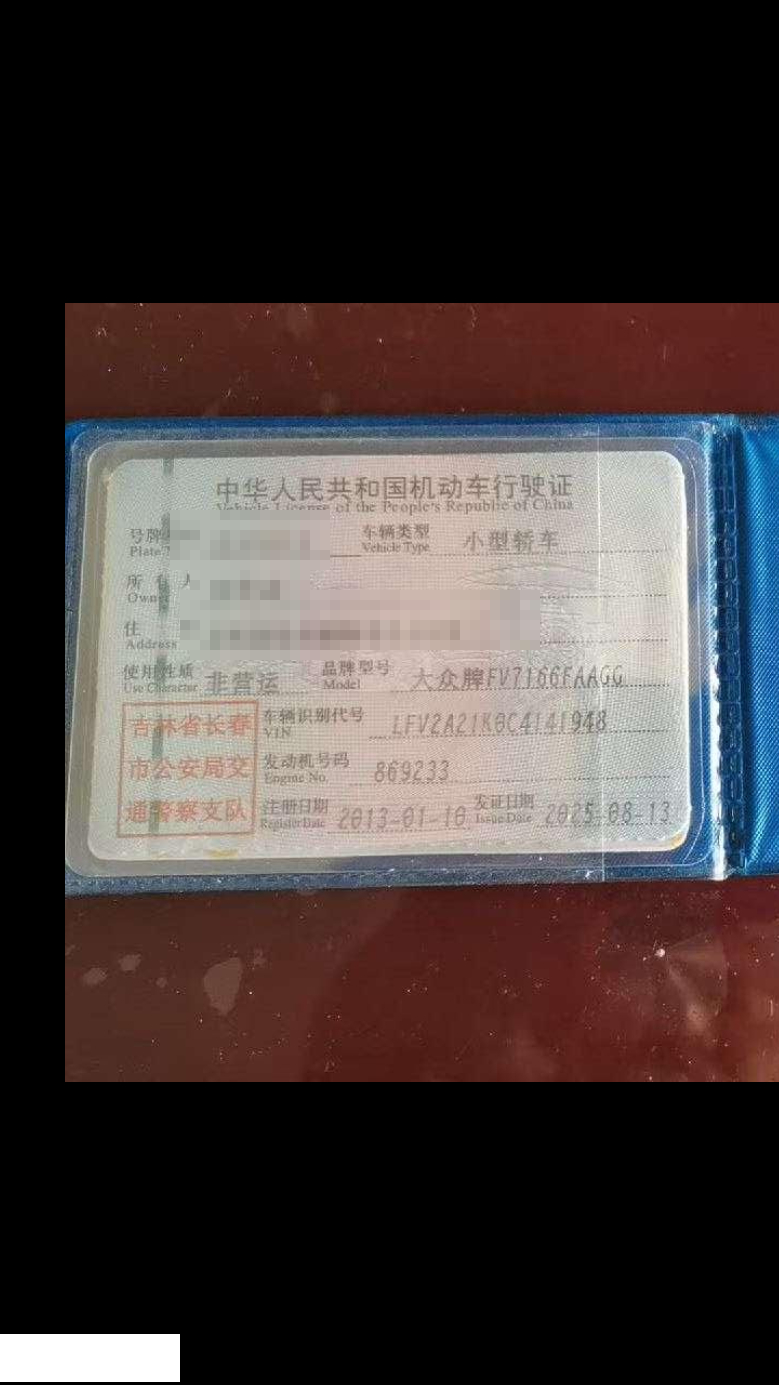 中华人民共和国机动车行驶证
Vehicle License of the People's Republic of China
号牌
Plate
车辆类型 小型轿车
Vehicle Type
所有人
Owner
住
Address
使用性质 非营运 品牌型号 大众牌FV7166FAAGG
Use Character Model
吉林省长春
市公安局交
通警察支队
车辆识别代号 LFV2A21K0C4141948
VIN
发动机号码 869233
Engine No.
注册日期 2013-01-10 发证日期 2025-08-13
Register Date Issue Date